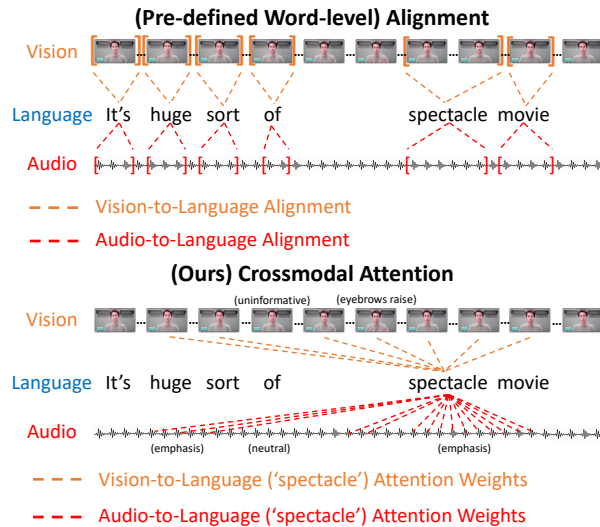 (Pre-defined Word-level) Alignment
Vision
Language It's huge sort of spectacle movie
Audio
Vision-to-Language Alignment
Audio-to-Language Alignment
(Ours) Crossmodal Attention
(uninformative) (eyebrows raise)
Vision
Language It's huge sort of spectacle movie
Audio
(emphasis) (neutral) (emphasis)
Vision-to-Language ('spectacle') Attention Weights
Audio-to-Language ('spectacle') Attention Weights